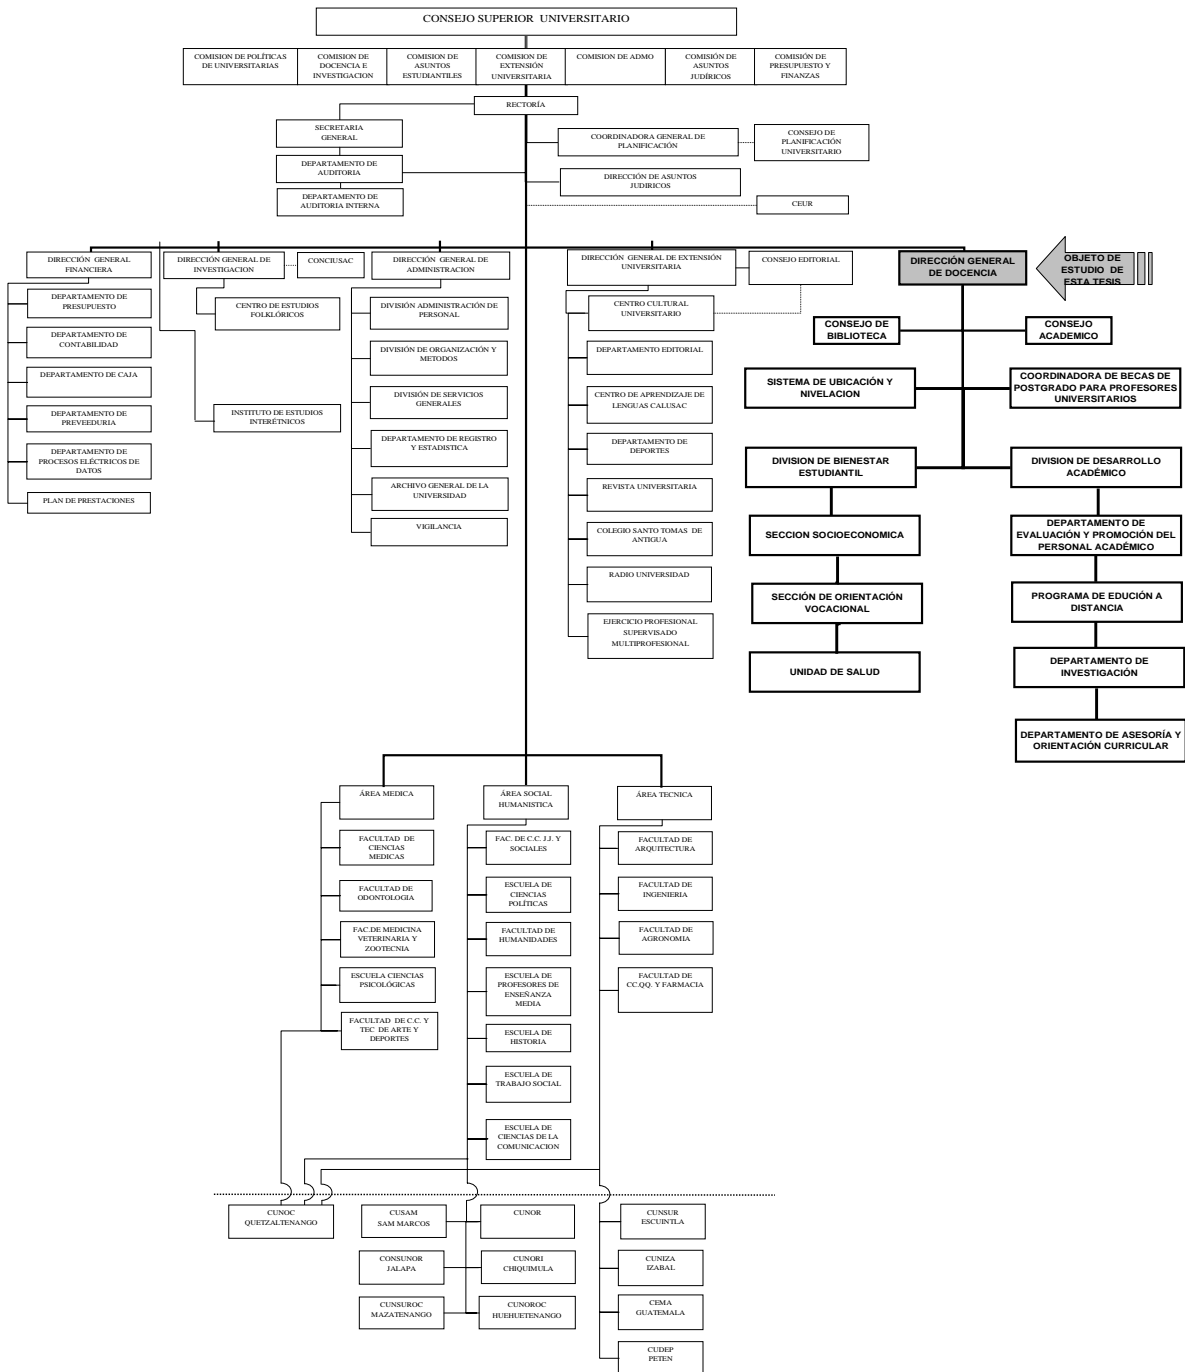 CONSEJO SUPERIOR UNIVERSITARIO
COMISION DE POLÍTICAS
DE UNIVERSITARIAS
COMISION DE
DOCENCIA E
INVESTIGACION
COMISION DE
ASUNTOS
ESTUDIANTILES
COMISION DE
EXTENSIÓN
UNIVERSITARIA
COMISION DE ADMO
COMISIÓN DE
ASUNTOS
JUDÍRICOS
COMISIÓN DE
PRESUPUESTO Y
FINANZAS
RECTORÍA
SECRETARIA
GENERAL
COORDINADORA GENERAL DE
PLANIFICACIÓN
CONSEJO DE
PLANIFICACIÓN
UNIVERSITARIO
DEPARTAMENTO DE
AUDITORIA
DIRECCIÓN DE ASUNTOS
JUDIRICOS
DEPARTAMENTO DE
AUDITORIA INTERNA
CEUR
DIRECCIÓN GENERAL
FINANCIERA
DIRECCIÓN GENERAL DE
INVESTIGACION
CONCIUSAC
DIRECCIÓN GENERAL DE
ADMINISTRACION
DIRECCIÓN GENERAL DE EXTENSIÓN
UNIVERSITARIA
CONSEJO EDITORIAL
DIRECCIÓN GENERAL
DE DOCENCIA
OBJETO DE
ESTUDIO DE
ESTA TESIS
DEPARTAMENTO DE
PRESUPUESTO
DEPARTAMENTO DE
CONTABILIDAD
DEPARTAMENTO DE CAJA
DEPARTAMENTO DE
PREVEEDURIA
DEPARTAMENTO DE
PROCESOS ELÉCTRICOS DE
DATOS
PLAN DE PRESTACIONES
CENTRO DE ESTUDIOS
FOLKLÓRICOS
INSTITUTO DE ESTUDIOS
INTERÉTNICOS
DIVISIÓN ADMINISTRACIÓN DE
PERSONAL
DIVISIÓN DE ORGANIZACIÓN Y
METODOS
DIVISIÓN DE SERVICIOS
GENERALES
DEPARTAMENTO DE REGISTRO
Y ESTADISTICA
ARCHIVO GENERAL DE LA
UNIVERSIDAD
VIGILANCIA
CENTRO CULTURAL
UNIVERSITARIO
DEPARTAMENTO EDITORIAL
CENTRO DE APRENDIZAJE DE
LENGUAS CALUSAC
DEPARTAMENTO DE
DEPORTES
REVISTA UNIVERSITARIA
COLEGIO SANTO TOMAS DE
ANTIGUA
RADIO UNIVERSIDAD
EJERCICIO PROFESIONAL
SUPERVISADO
MULTIPROFESIONAL
CONSEJO DE
BIBLIOTECA
CONSEJO
ACADEMICO
SISTEMA DE UBICACIÓN Y
NIVELACION
COORDINADORA DE BECAS DE
POSTGRADO PARA PROFESORES
UNIVERSITARIOS
DIVISION DE BIENESTAR
ESTUDIANTIL
DIVISION DE DESARROLLO
ACADÉMICO
SECCION SOCIOECONOMICA
DEPARTAMENTO DE
EVALUACIÓN Y PROMOCIÓN DEL
PERSONAL ACADÉMICO
SECCIÓN DE ORIENTACIÓN
VOCACIONAL
PROGRAMA DE EDUCIÓN A
DISTANCIA
UNIDAD DE SALUD
DEPARTAMENTO DE
INVESTIGACIÓN
DEPARTAMENTO DE ASESORÍA Y
ORIENTACIÓN CURRICULAR
ÁREA MEDICA
ÁREA SOCIAL
HUMANISTICA
ÁREA TECNICA
FACULTAD DE
CIENCIAS
MEDICAS
FACULTAD DE
ODONTOLOGIA
FAC.DE MEDICINA
VETERINARIA Y
ZOOTECNIA
ESCUELA CIENCIAS
PSICOLÓGICAS
FACULTAD DE C.C. Y
TEC DE ARTE Y
DEPORTES
FAC. DE C.C. J.J. Y
SOCIALES
ESCUELA DE
CIENCIAS
POLÍTICAS
FACULTAD DE
HUMANIDADES
ESCUELA DE
PROFESORES DE
ENSEÑANZA
MEDIA
ESCUELA DE
HISTORIA
ESCUELA DE
TRABAJO SOCIAL
ESCUELA DE
CIENCIAS DE LA
COMUNICACION
FACULTAD DE
ARQUITECTURA
FACULTAD DE
INGENIERIA
FACULTAD DE
AGRONOMIA
FACULTAD DE
CC.QQ. Y FARMACIA
CUNOC
QUETZALTENANGO
CUSAM
SAM MARCOS
CUNOR
CUNSUR
ESCUINTLA
CONSUNOR
JALAPA
CUNORI
CHIQUIMULA
CUNIZA
IZABAL
CUNSUROC
MAZATENANGO
CUNOROC
HUEHUETENANGO
CEMA
GUATEMALA
CUDEP
PETEN